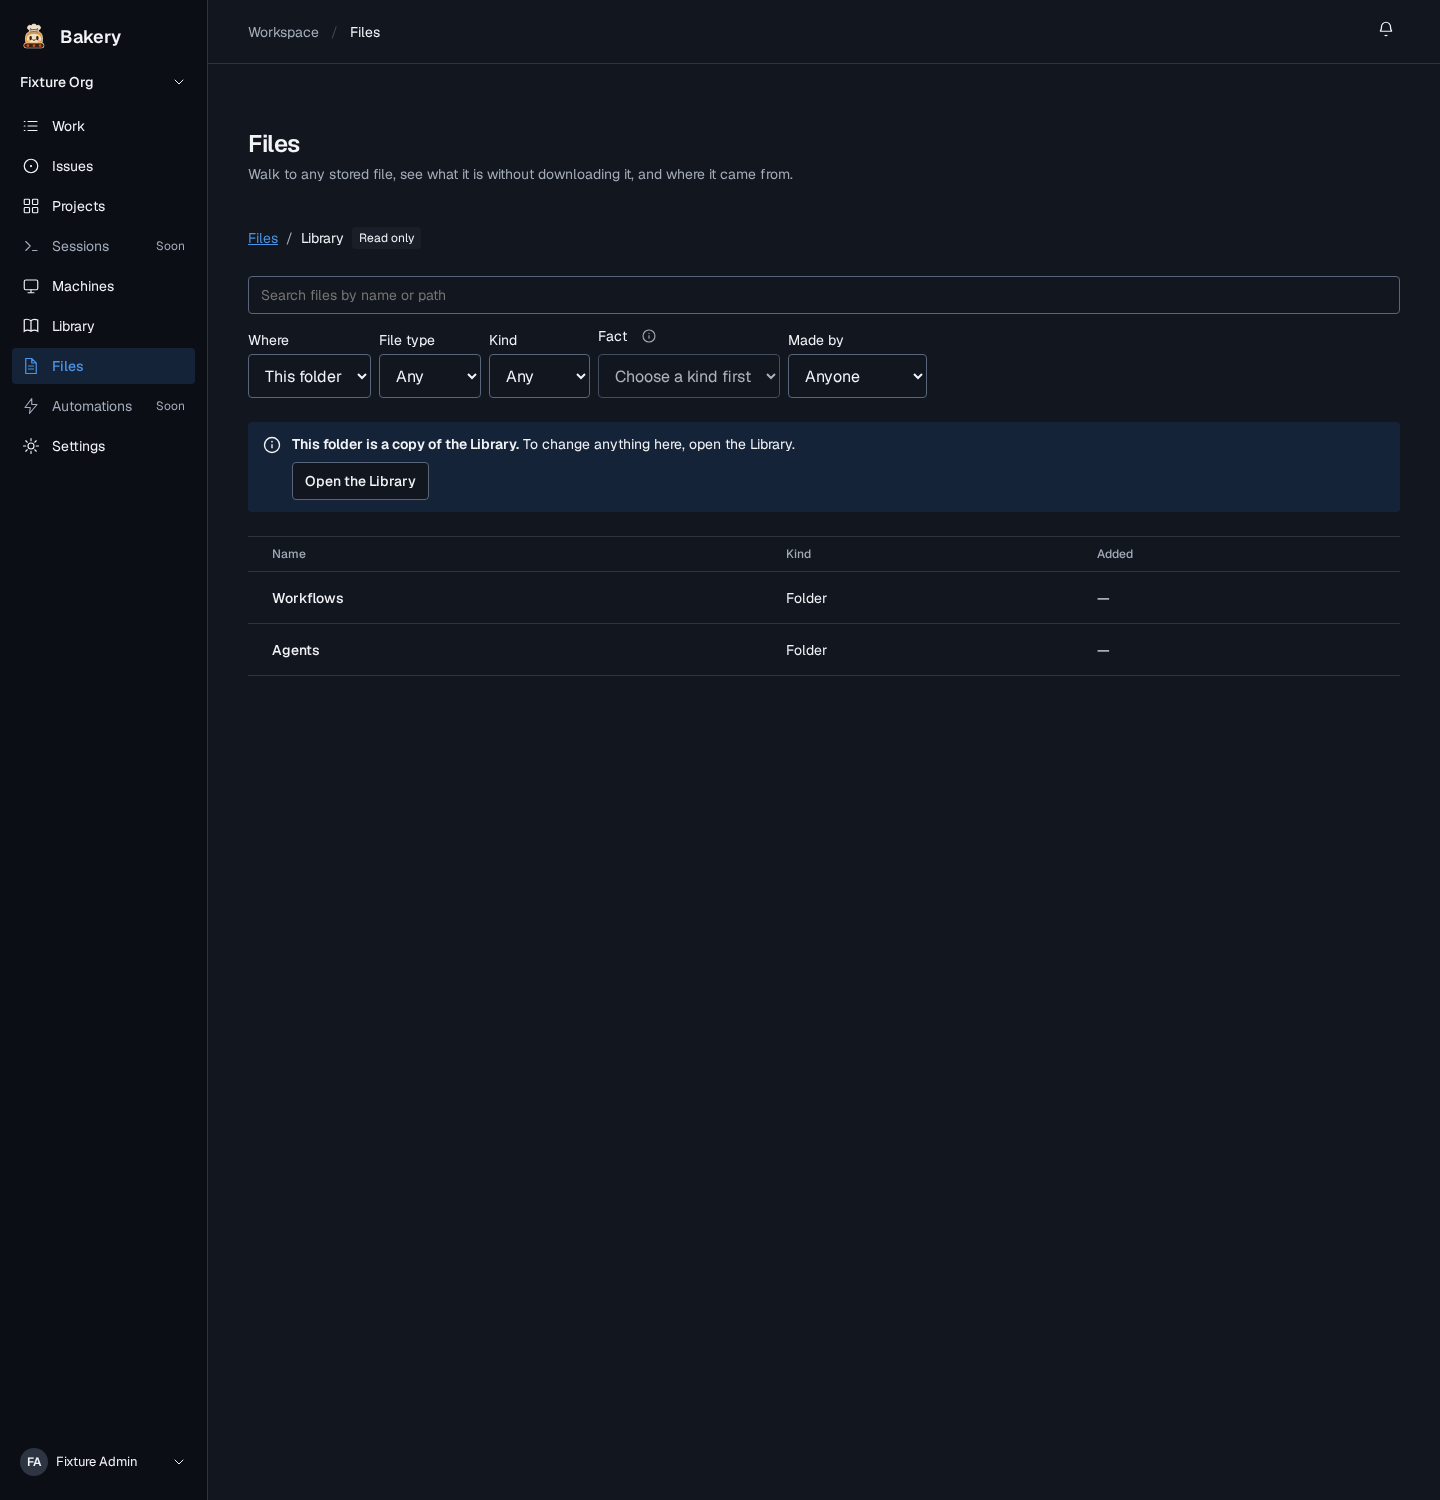 Bakery
Fixture Org
Work
Issues
Projects
Sessions Soon
Machines
Library
Files
Automations Soon
Settings
FA Fixture Admin
Workspace / Files
Files
Walk to any stored file, see what it is without downloading it, and where it came from.
Files / Library Read only
Search files by name or path
Where File type Kind Fact Made by
This folder Any Any Choose a kind first Anyone
This folder is a copy of the Library. To change anything here, open the Library.
Open the Library
Name Kind Added
Workflows Folder —
Agents Folder —